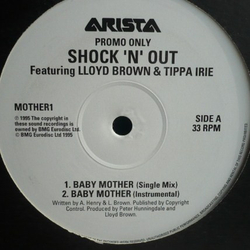 ARISTA
PROMO ONLY
SHOCK 'N' OUT
Featuring LLOYD BROWN & TIPPA IRIE
MOTHER1
℗ 1995 The copyright in
these sound recordings is
owned by BMG Eurodisc Ltd.
© BMG Eurodisc Ltd 1995
SIDE A
33 RPM
1. BABY MOTHER (Single Mix)
2. BABY MOTHER (Instrumental)
Written by A. Henry & L. Brown. Published by Copyright
Control. Produced by Peter Hunningdale and
Lloyd Brown.